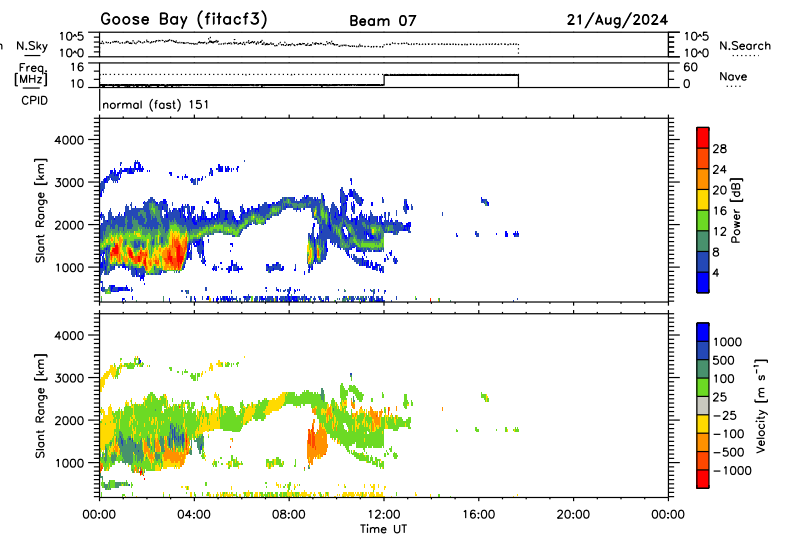 Goose Bay (fitacf3) Beam 07 21/Aug/2024
n N.Sky 10^5 10^0 10^5 10^0 N.Search
Freq. [MHz] 16 10 60 0 Nave
CPID normal (fast) 151
Slant Range [km] 4000 3000 2000 1000
28 24 20 16 12 8 4 Power [dB]
Slant Range [km] 4000 3000 2000 1000
1000 500 100 25 −25 −100 −500 −1000 Velocity [m s⁻¹]
00:00 04:00 08:00 12:00 16:00 20:00 00:00
Time UT